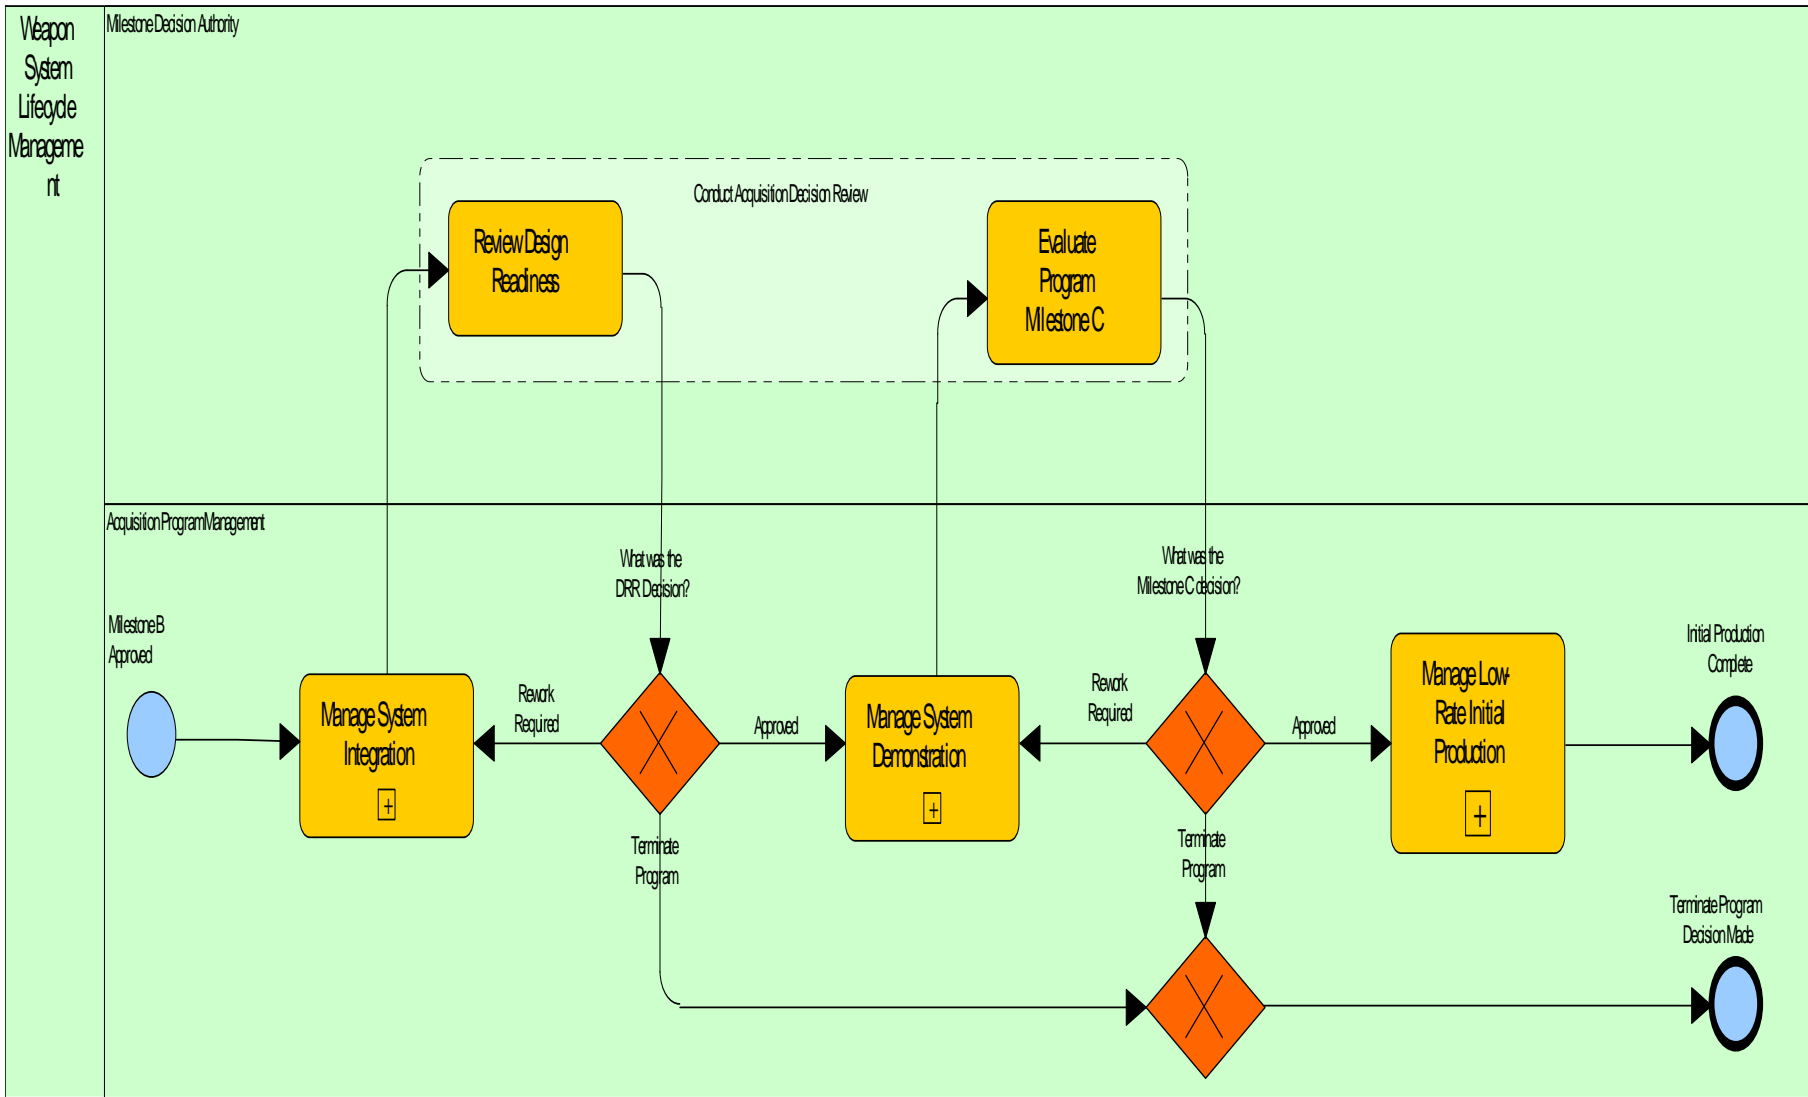 Weapon
System
Lifecycle
Manageme
nt
Milestone Decision Authority
Conduct Acquisition Decision Review
Review Design
Readiness
Evaluate
Program
Milestone C
Acquisition Program Management
What was the
DRR Decision?
What was the
Milestone C decision?
Milestone B
Approved
Manage System
Integration
Rework
Required
Approved
Manage System
Demonstration
Rework
Required
Approved
Manage Low-
Rate Initial
Production
Initial Production
Complete
Terminate
Program
Terminate
Program
Terminate Program
Decision Made